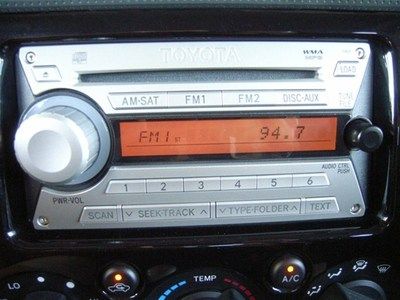 TOYOTA
WMA
MP3
LOAD
AM·SAT FM1 FM2 DISC·AUX
TUNE
FM1 ST 94.7
AUDIO CTRL
PUSH
1 2 3 4 5 6
PWR·VOL
SCAN ∨ SEEK·TRACK ∧ ∨ TYPE·FOLDER ∧ TEXT
LO TEMP A/C